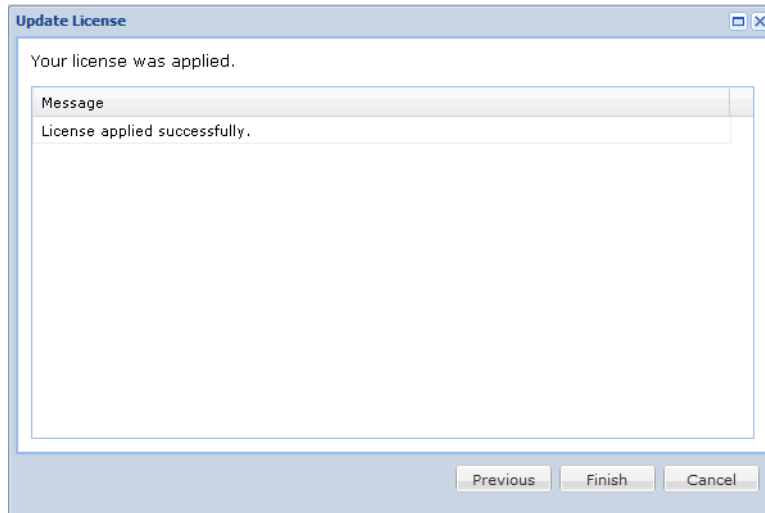 Update License
Your license was applied.
Message
License applied successfully.
Previous Finish Cancel